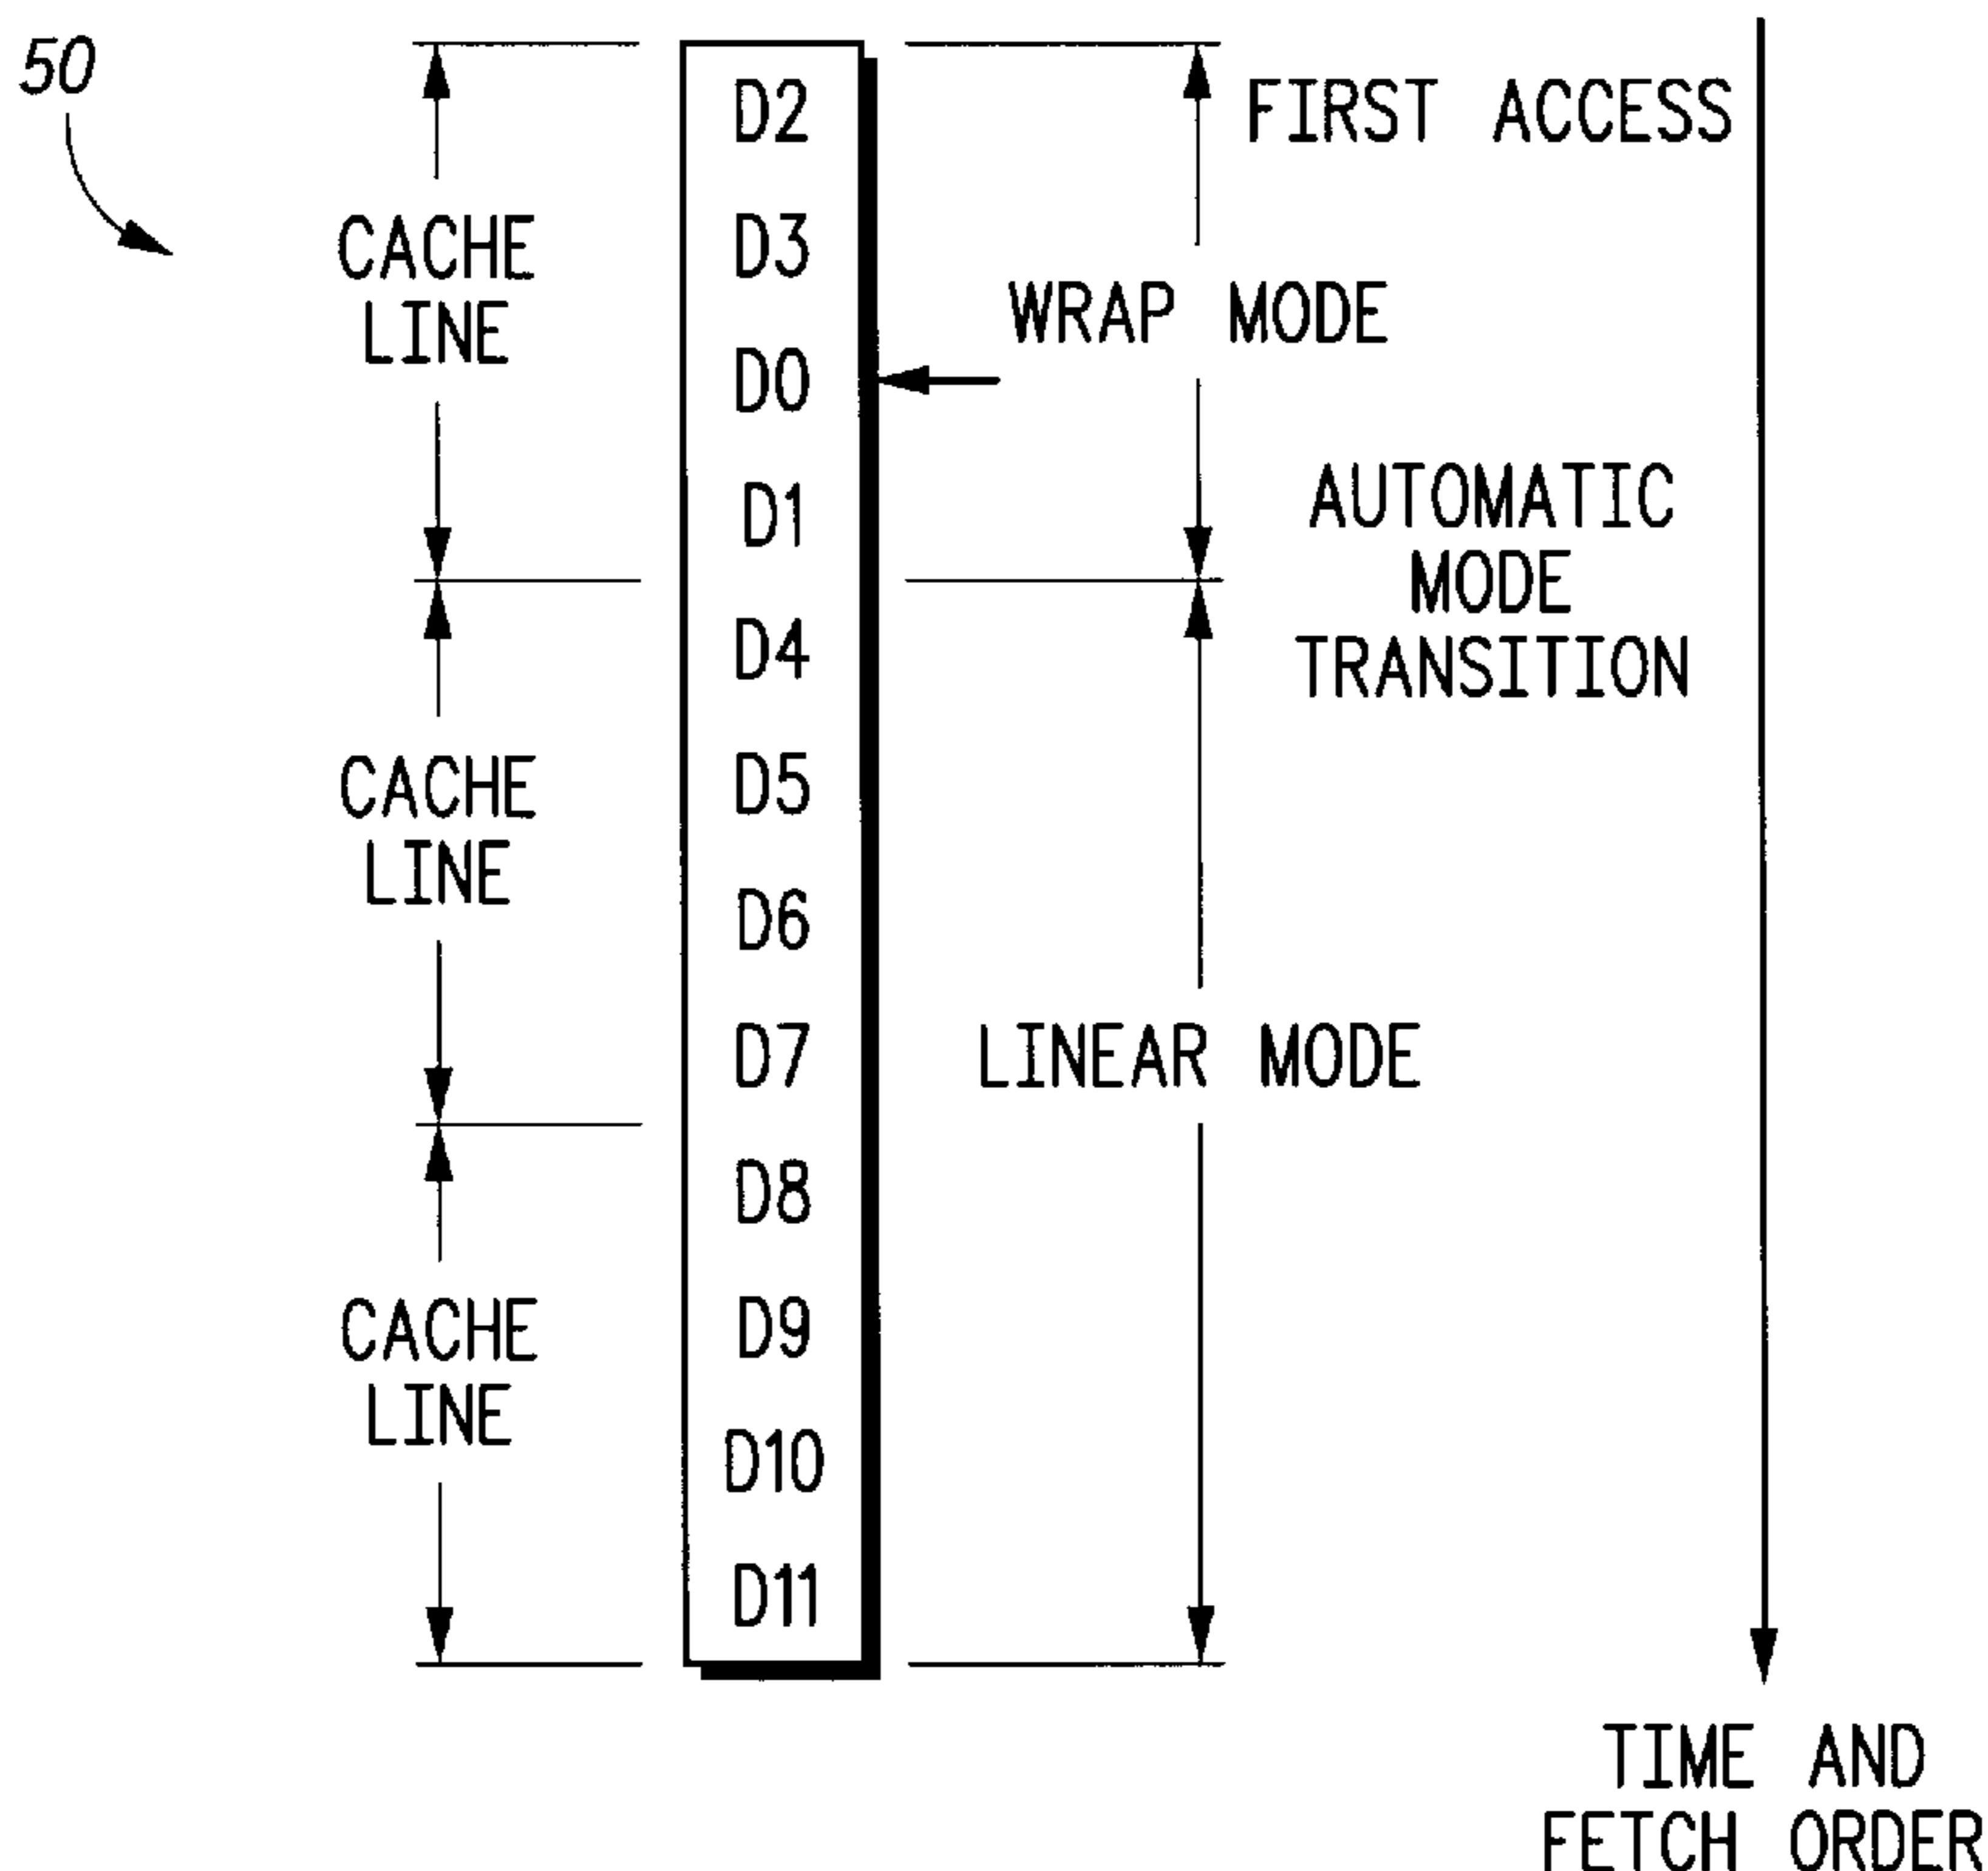 50
D2
FIRST ACCESS
D3
CACHE
LINE
WRAP MODE
D0
D1
AUTOMATIC
MODE
TRANSITION
D4
D5
CACHE
LINE
D6
D7
LINEAR MODE
D8
D9
CACHE
LINE
D10
D11
TIME AND
FETCH ORDER